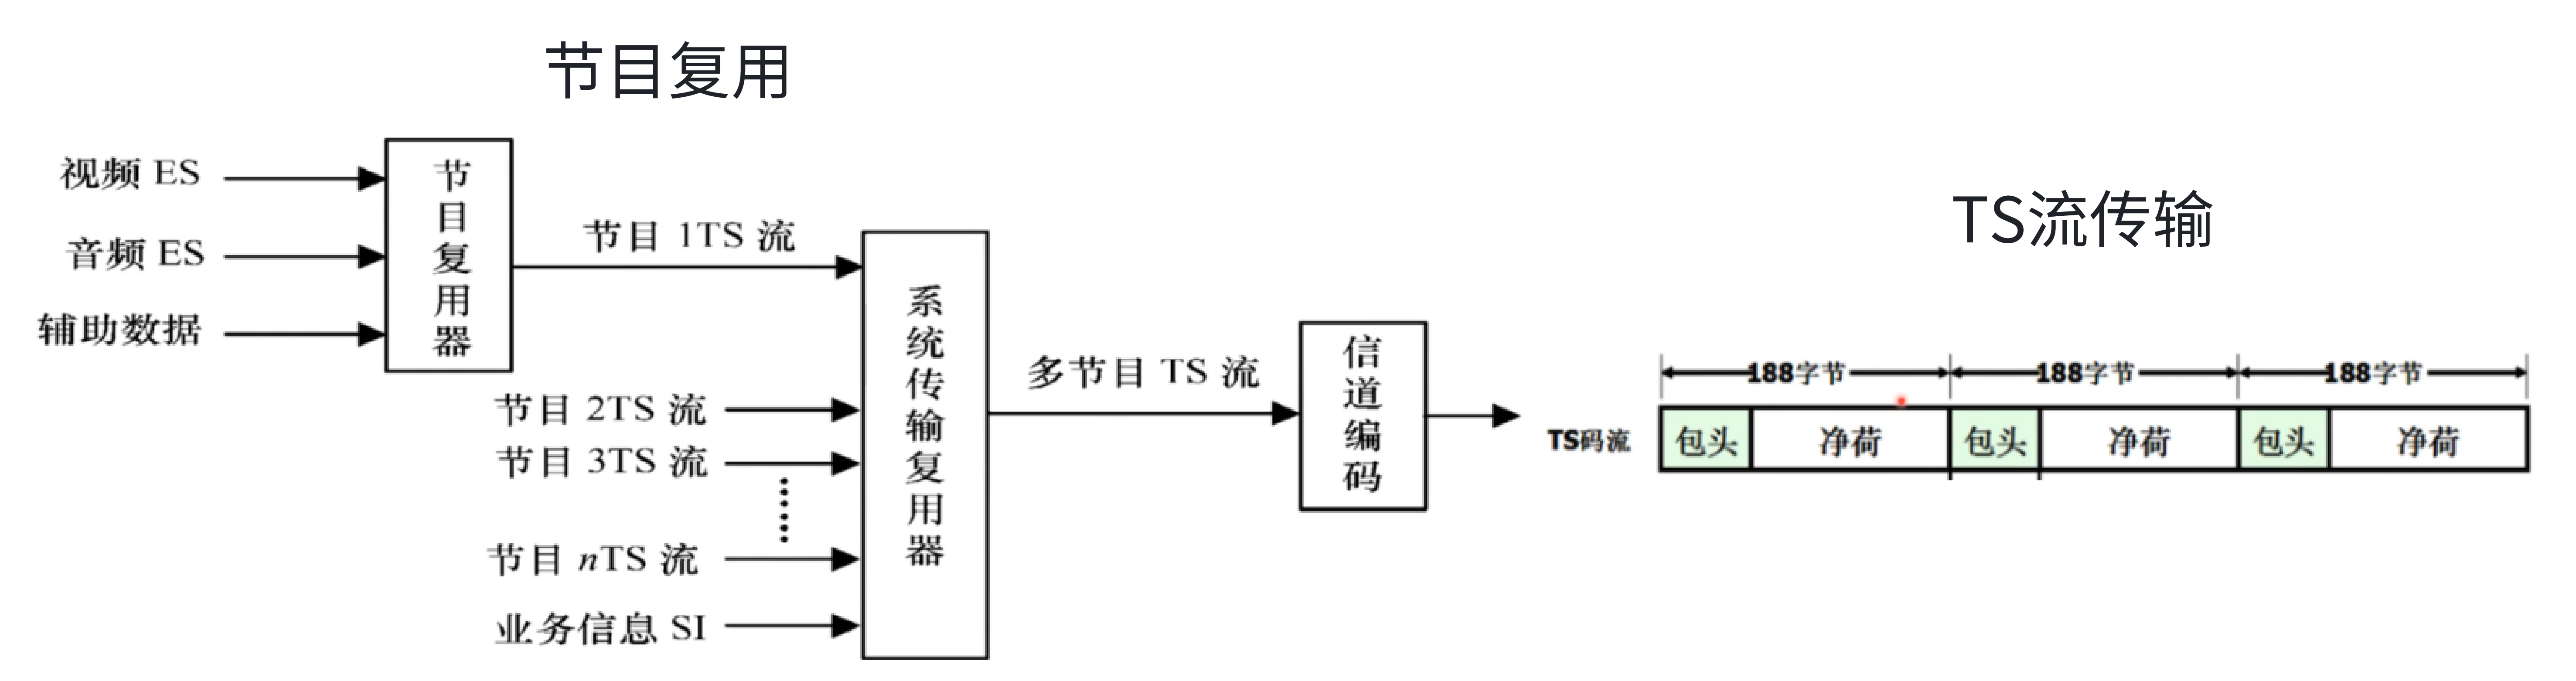 节目复用
视频 ES
音频 ES
辅助数据
节目复用器
节目 1TS 流
节目 2TS 流
节目 3TS 流
节目 nTS 流
业务信息 SI
系统传输复用器
多节目 TS 流
信道编码
TS流传输
188字节 188字节 188字节
TS码流 包头 净荷 包头 净荷 包头 净荷